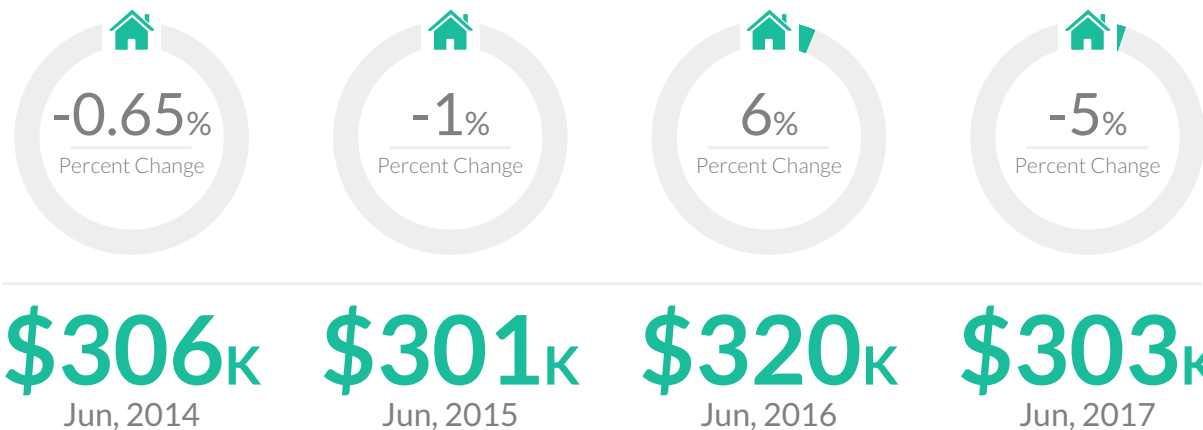 -0.65% -1% 6% -5%
Percent Change Percent Change Percent Change Percent Change
$306K $301K $320K $303K
Jun, 2014 Jun, 2015 Jun, 2016 Jun, 2017